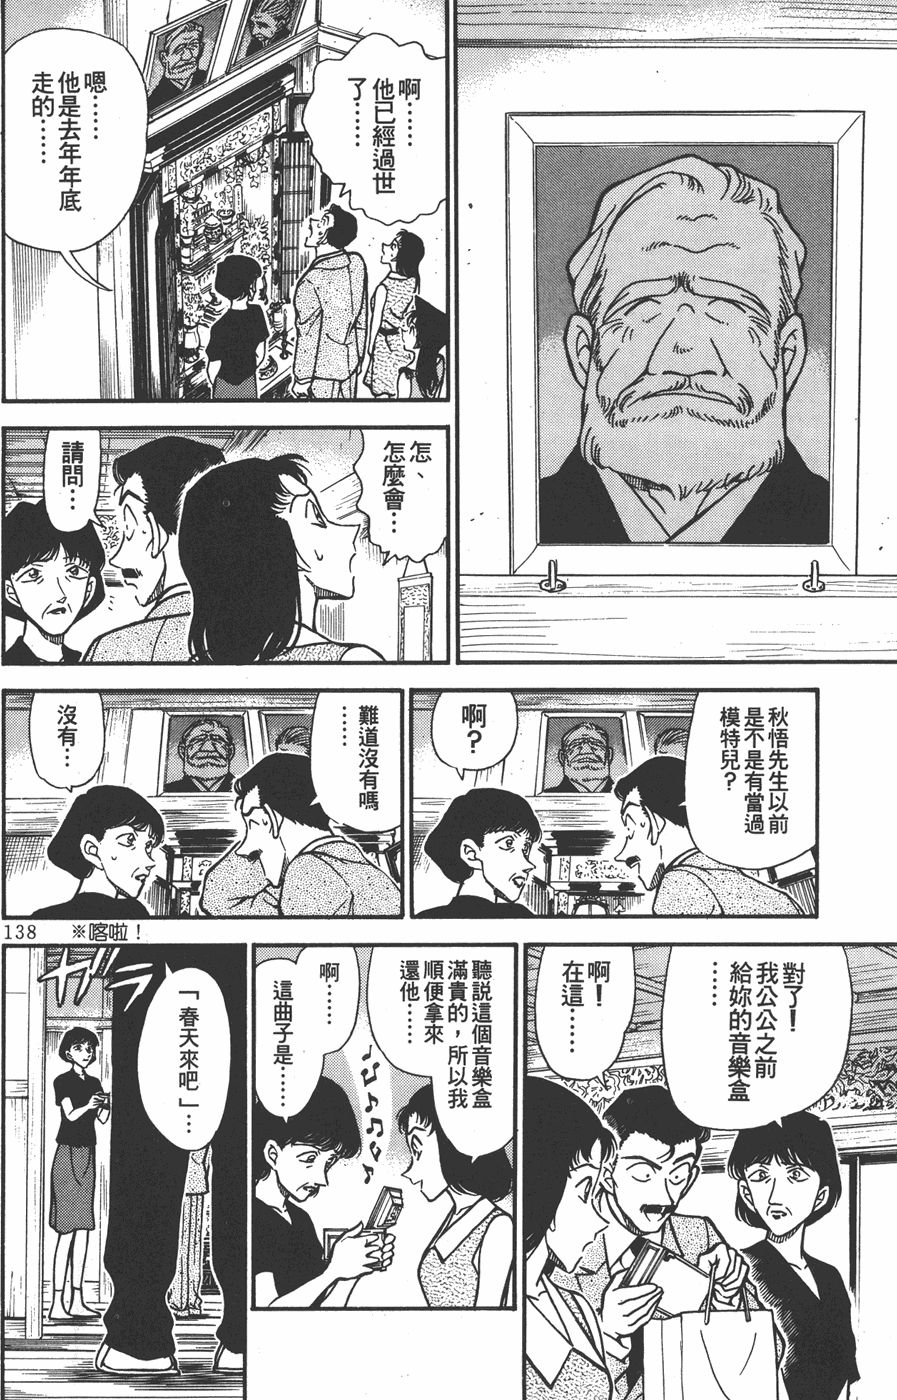 啊……
他已經過世
了……
嗯……
他是去年年底
走的……
怎、
怎麼會…
請問…
秋悟先生以前
是不是有當過
模特兒？
啊？
難道沒有嗎
……
沒有…
138
※喀啦！
對了！
我公公之前
給妳的音樂盒
……
啊！
在這……
聽說這個音樂盒
滿貴的，所以我
順便拿來
還他……
啊……
這曲子是……
ガラ
「春天來吧」…